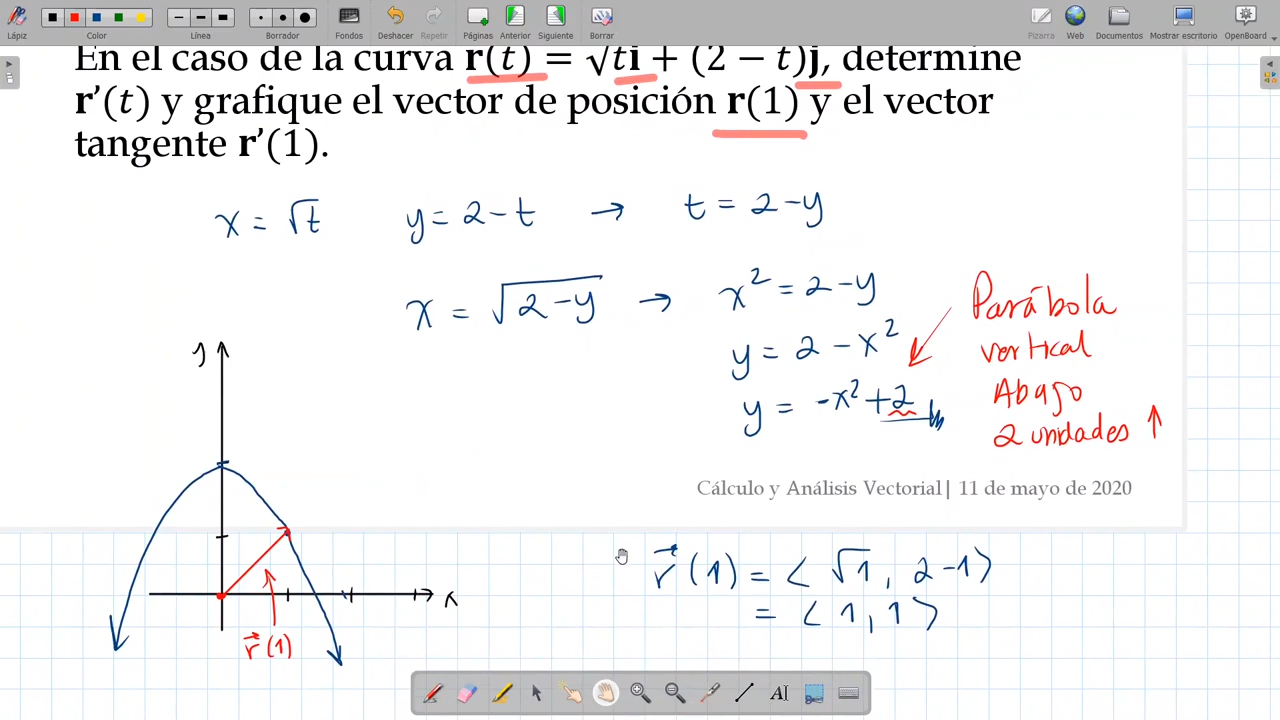 Lápiz Color Línea Borrador Fondos Deshacer Repetir Páginas Anterior Siguiente Borrar Pizarra Web Documentos Mostrar escritorio OpenBoard
En el caso de la curva r(t) = √ti + (2 − t)j, determine
r’(t) y grafique el vector de posición r(1) y el vector
tangente r’(1).
x = √t y = 2 - t → t = 2 - y
x = √(2 - y) → x² = 2 - y
y = 2 - x²
y = -x² + 2
Parábola
vertical
Abajo
2 unidades ↑
Cálculo y Análisis Vectorial| 11 de mayo de 2020
y
x
r⃗(1)
r⃗(1) = ⟨√1, 2-1⟩
= ⟨1, 1⟩